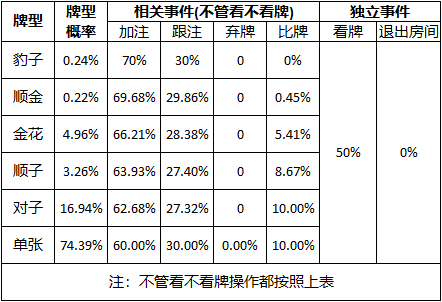 牌型 牌型概率 相关事件(不管看不看牌) 独立事件
加注 跟注 弃牌 比牌 看牌 退出房间
豹子 0.24% 70% 30% 0 0% 50% 0%
顺金 0.22% 69.68% 29.86% 0 0.45%
金花 4.96% 66.21% 28.38% 0 5.41%
顺子 3.26% 63.93% 27.40% 0 8.67%
对子 16.94% 62.68% 27.32% 0 10.00%
单张 74.39% 60.00% 30.00% 0.00% 10.00%
注：不管看不看牌操作都按照上表